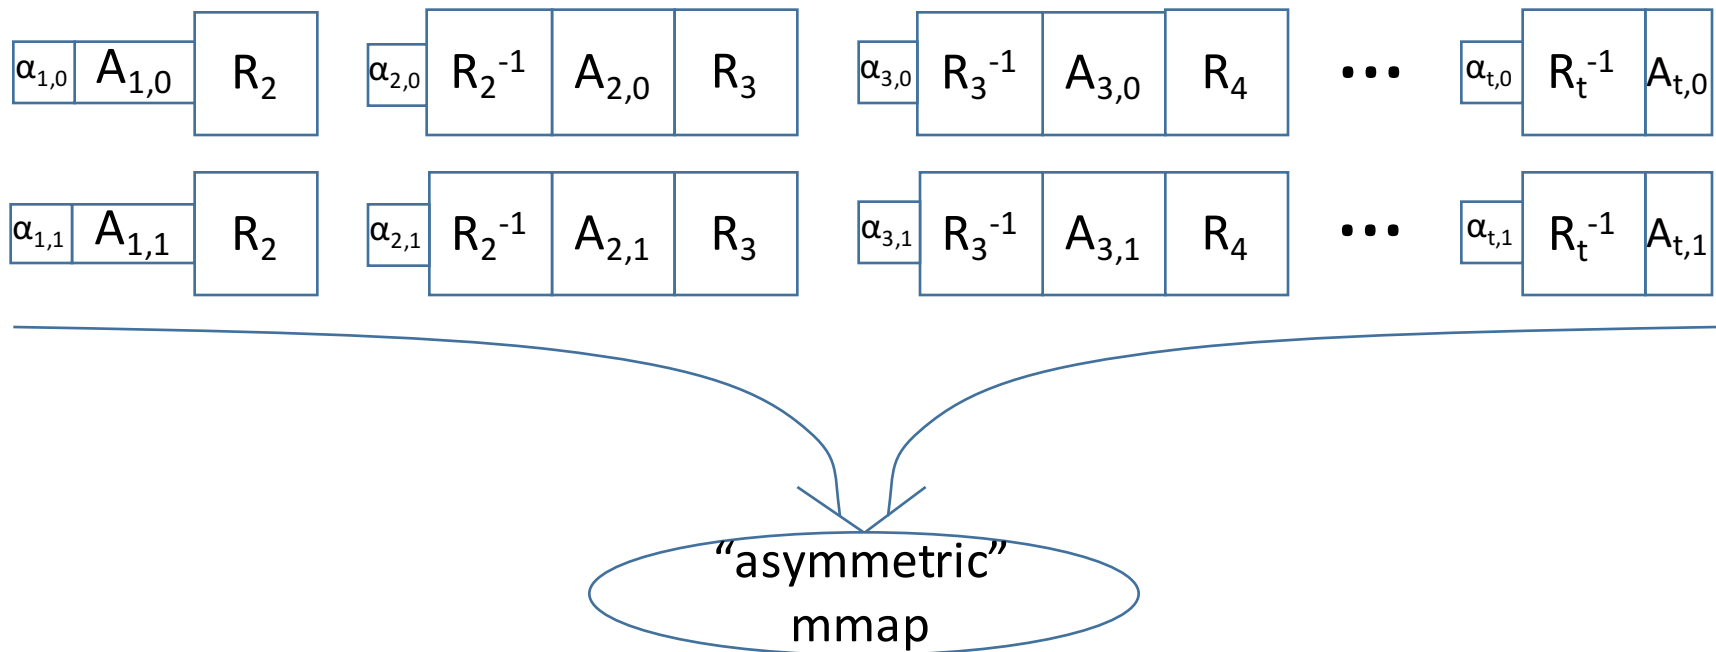 α₁,₀ A₁,₀ R₂ α₂,₀ R₂⁻¹ A₂,₀ R₃ α₃,₀ R₃⁻¹ A₃,₀ R₄ ••• αₜ,₀ Rₜ⁻¹ Aₜ,₀
α₁,₁ A₁,₁ R₂ α₂,₁ R₂⁻¹ A₂,₁ R₃ α₃,₁ R₃⁻¹ A₃,₁ R₄ ••• αₜ,₁ Rₜ⁻¹ Aₜ,₁
“asymmetric”
mmap